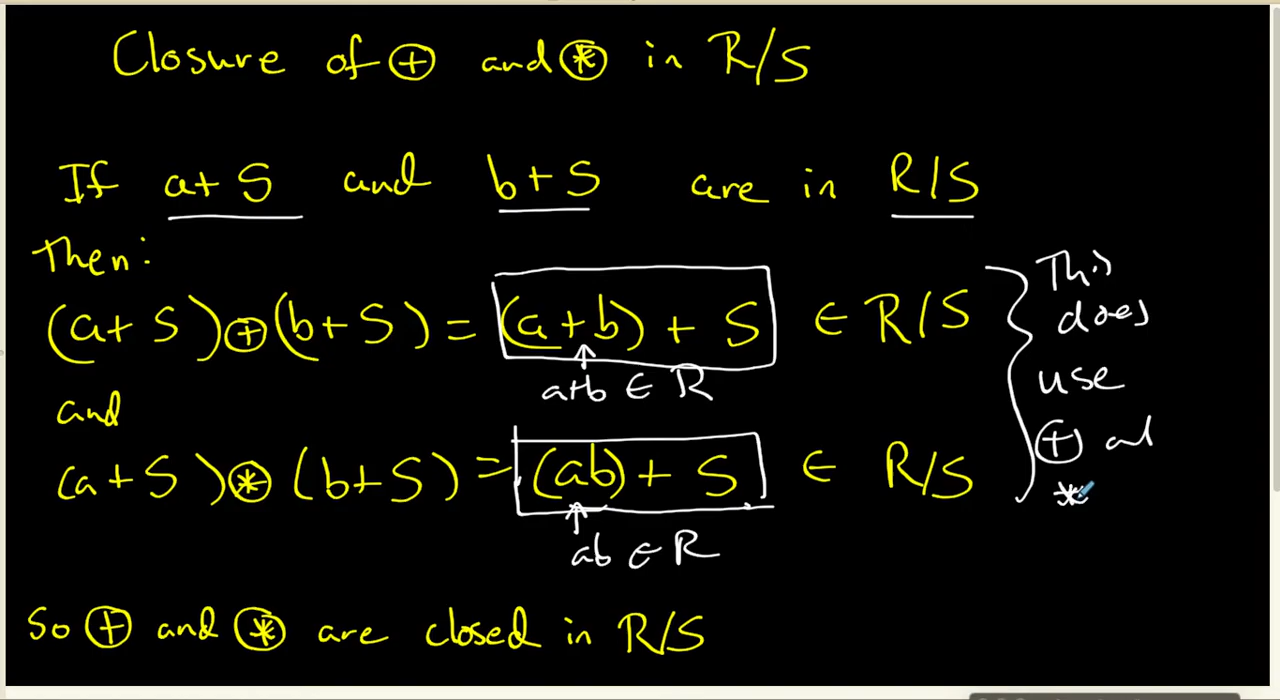 Closure of ⊕ and ⊛ in R/S
If a+S and b+S are in R/S
Then:
(a+S)⊕(b+S) = (a+b)+S ∈ R/S
a+b ∈ R
and
(a+S)⊛(b+S) = (ab)+S ∈ R/S
ab ∈ R
This
does
use
⊕ and
*
So ⊕ and ⊛ are closed in R/S